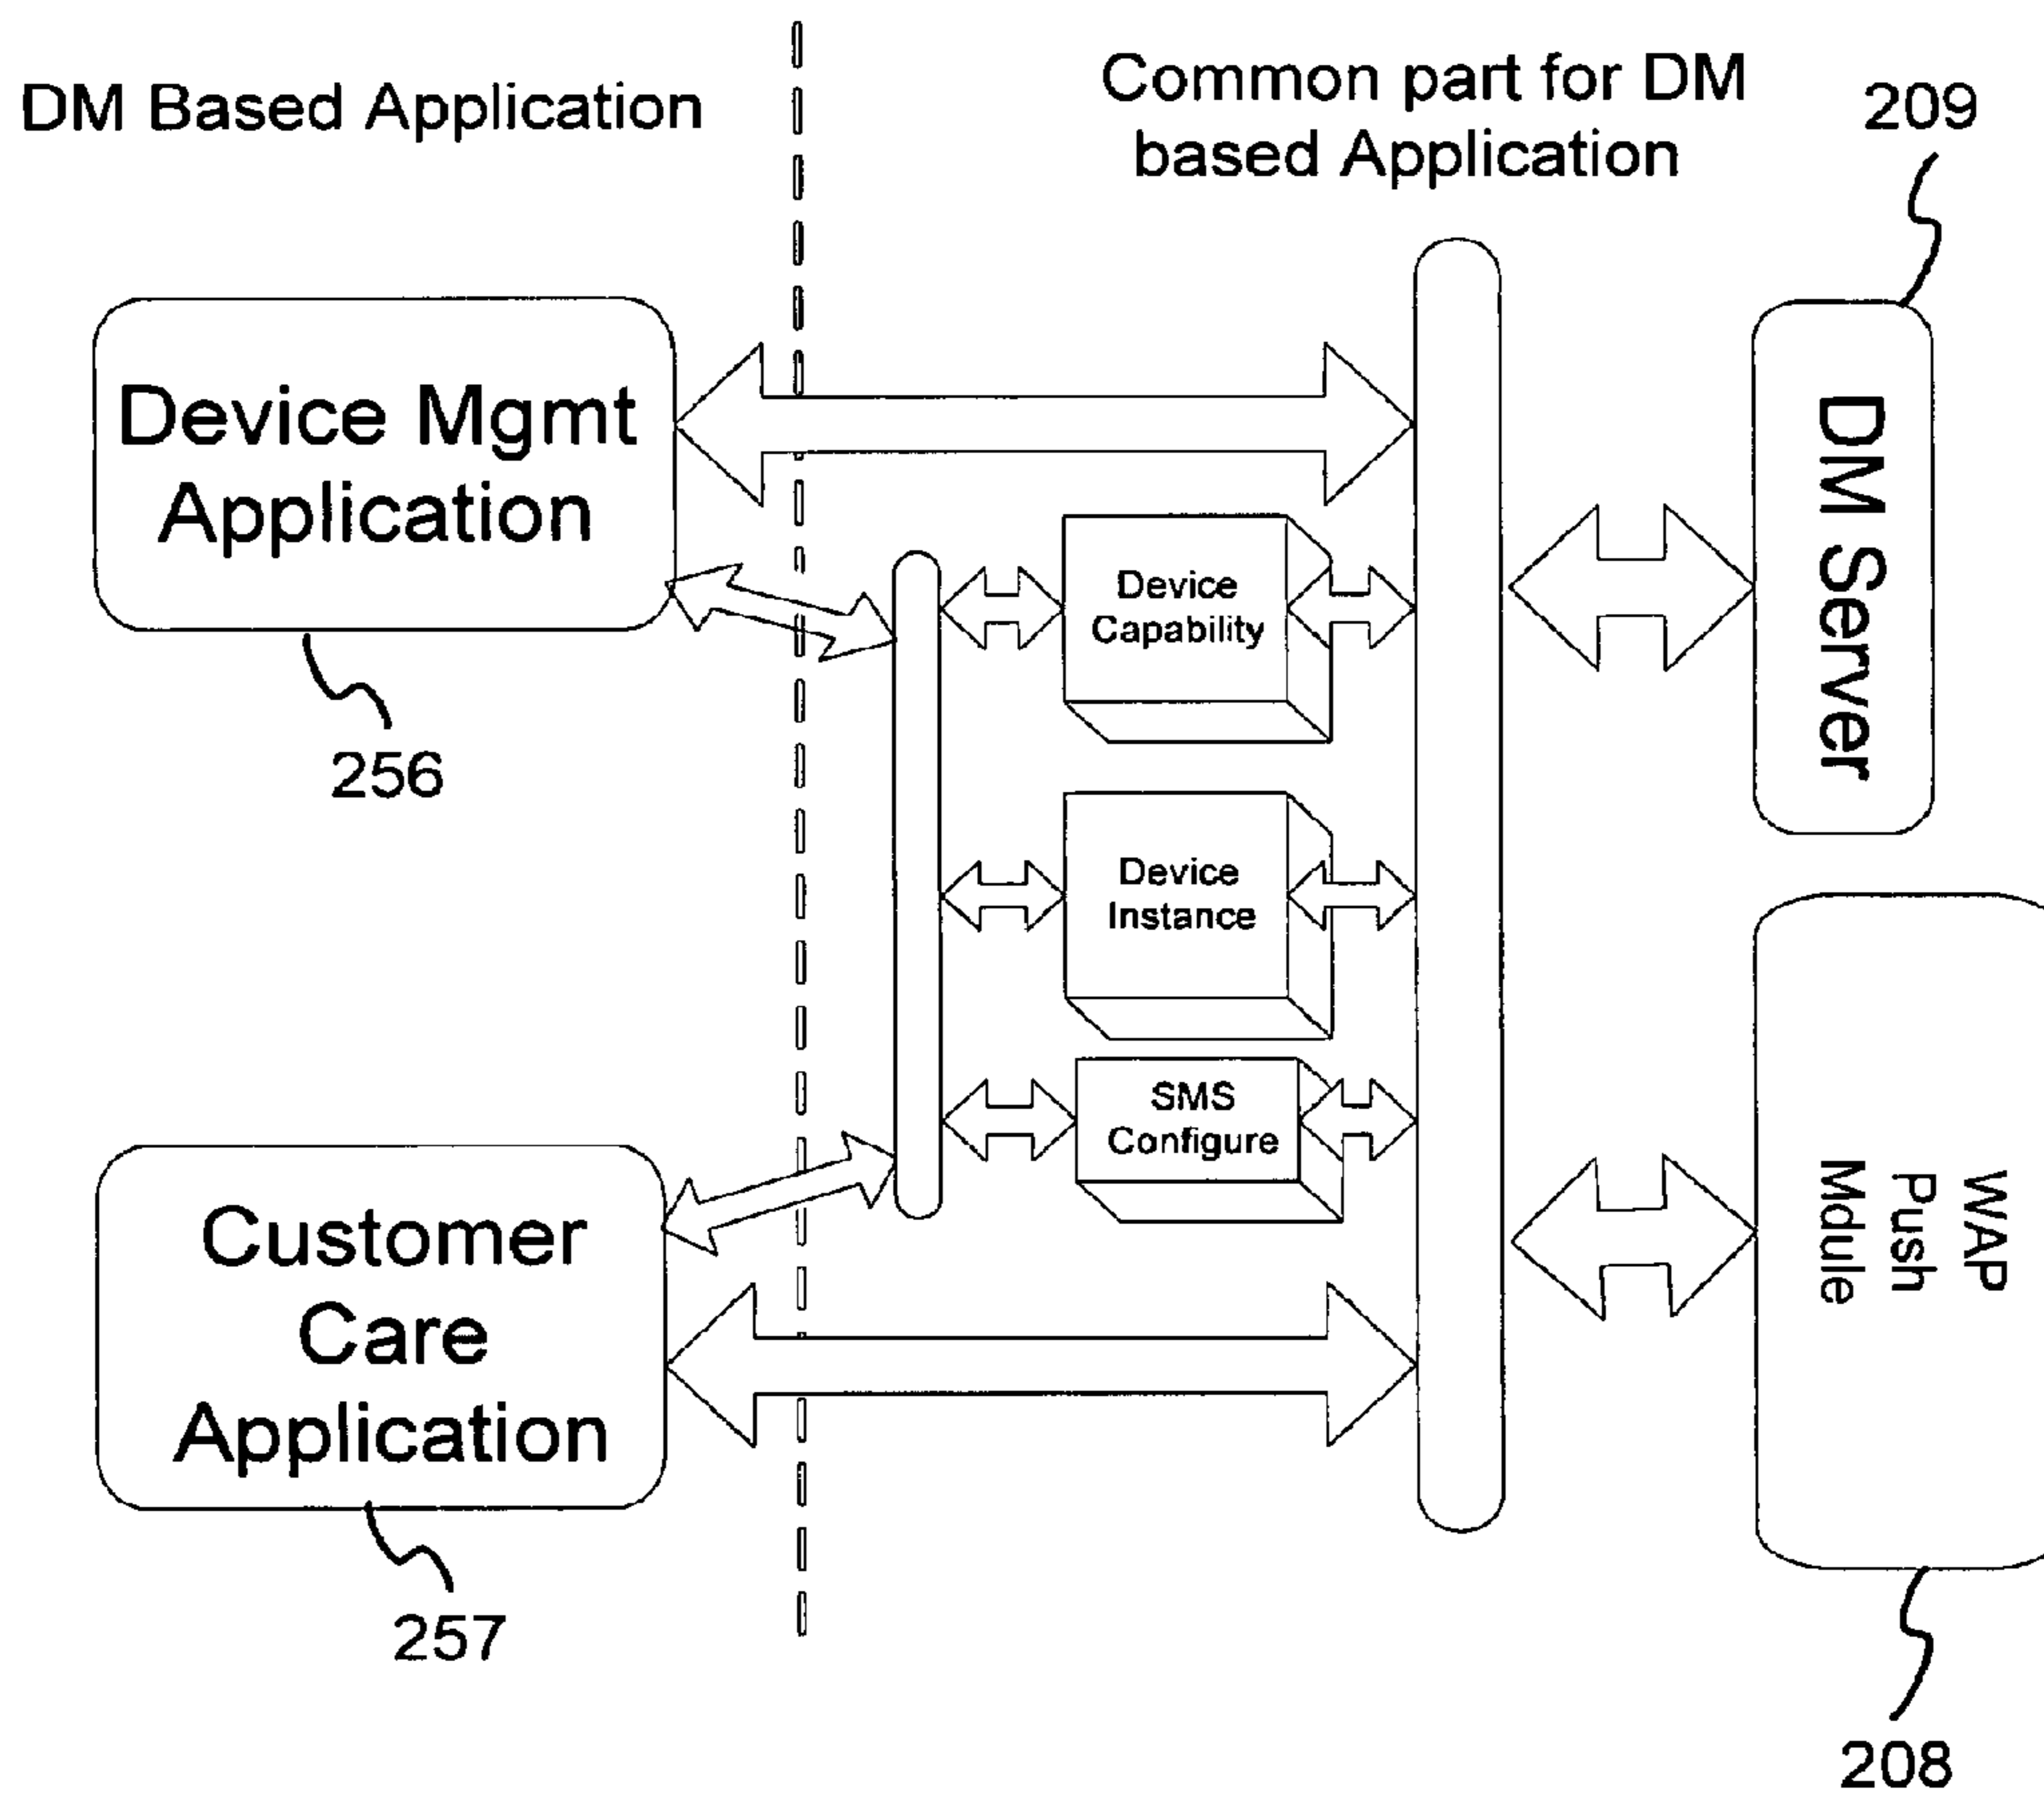 DM Based Application
Common part for DM
based Application
209
Device Mgmt
Application
256
Device
Capability
Device
Instance
SMS
Configure
DM Server
Customer
Care
Application
257
WAP
Push
Mdule
208